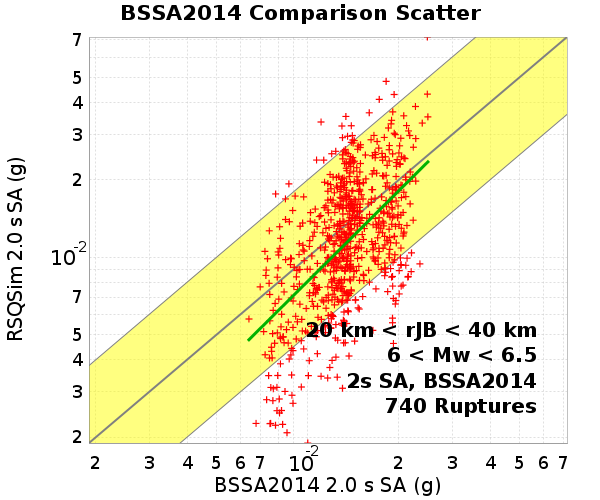 BSSA2014 Comparison Scatter
7
5
4
3
2
10-2
7
5
4
3
2
RSQSim 2.0 s SA (g)
20 km < rJB < 40 km
6 < Mw < 6.5
2s SA, BSSA2014
740 Ruptures
2 3 4 5 6 7 10-2 2 3 4 5 6 7
BSSA2014 2.0 s SA (g)